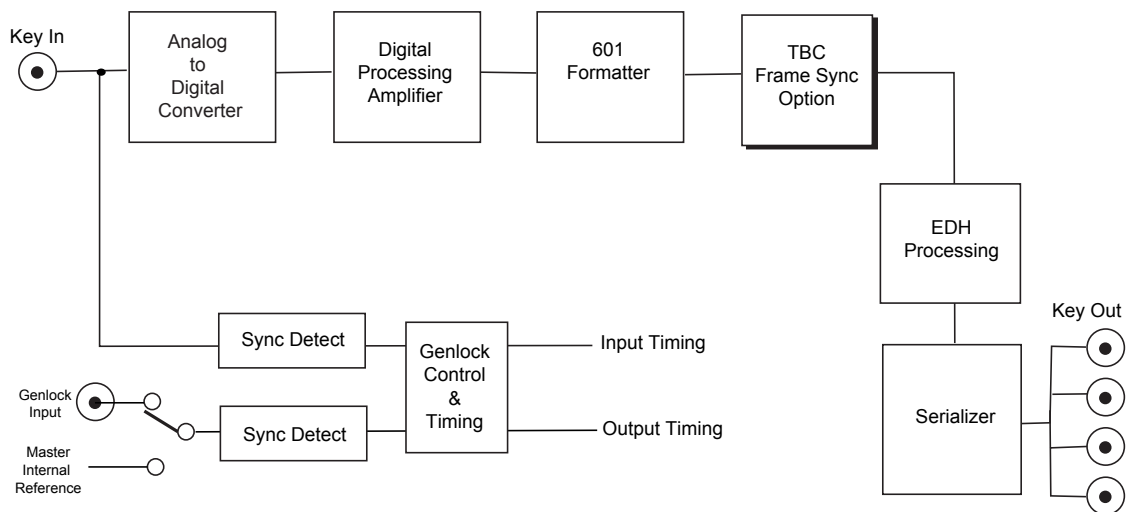 Key In
Analog
to
Digital
Converter
Digital
Processing
Amplifier
601
Formatter
TBC
Frame Sync
Option
EDH
Processing
Key Out
Serializer
Sync Detect
Genlock
Control
&
Timing
Input Timing
Genlock
Input
Sync Detect
Output Timing
Master
Internal
Reference